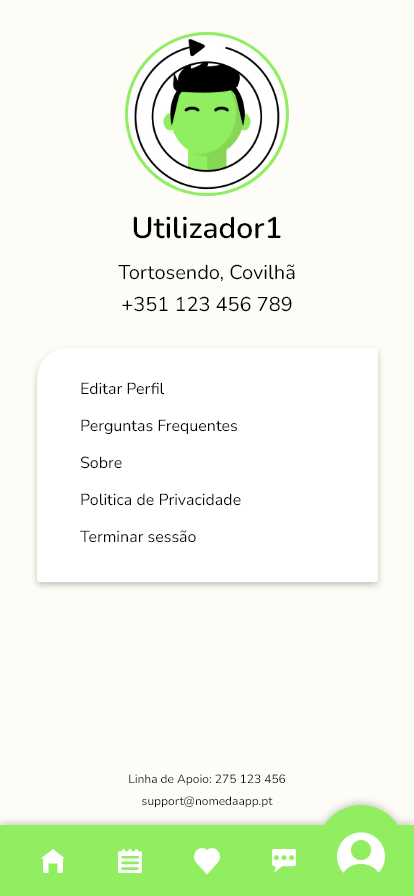 Utilizador1
Tortosendo, Covilhã
+351 123 456 789
Editar Perfil
Perguntas Frequentes
Sobre
Politica de Privacidade
Terminar sessão
Linha de Apoio: 275 123 456
support@nomedaapp.pt